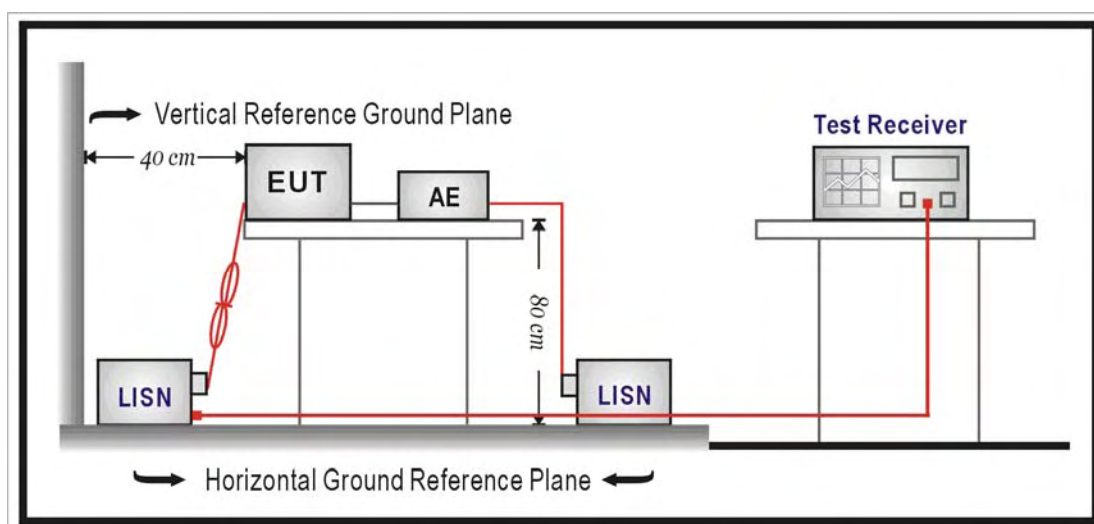 Vertical Reference Ground Plane
40 cm
Test Receiver
EUT
AE
80 cm
LISN
LISN
Horizontal Ground Reference Plane